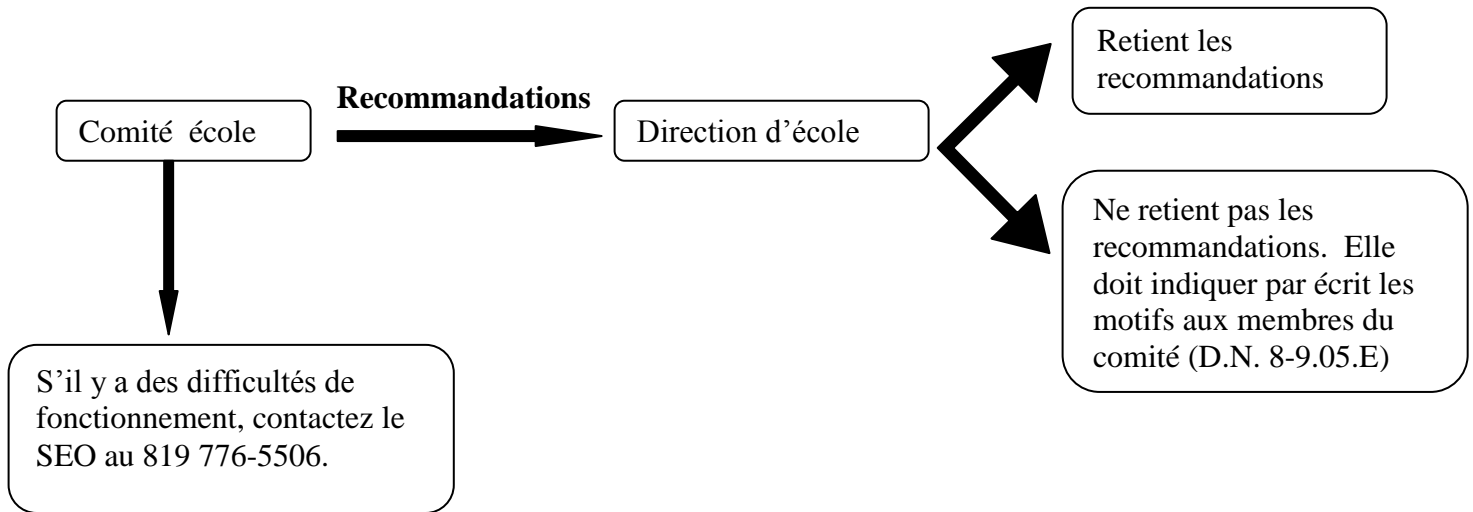 Comité école
Recommandations
Direction d’école
Retient les
recommandations
Ne retient pas les
recommandations. Elle
doit indiquer par écrit les
motifs aux membres du
comité (D.N. 8-9.05.E)
S’il y a des difficultés de
fonctionnement, contactez le
SEO au 819 776-5506.